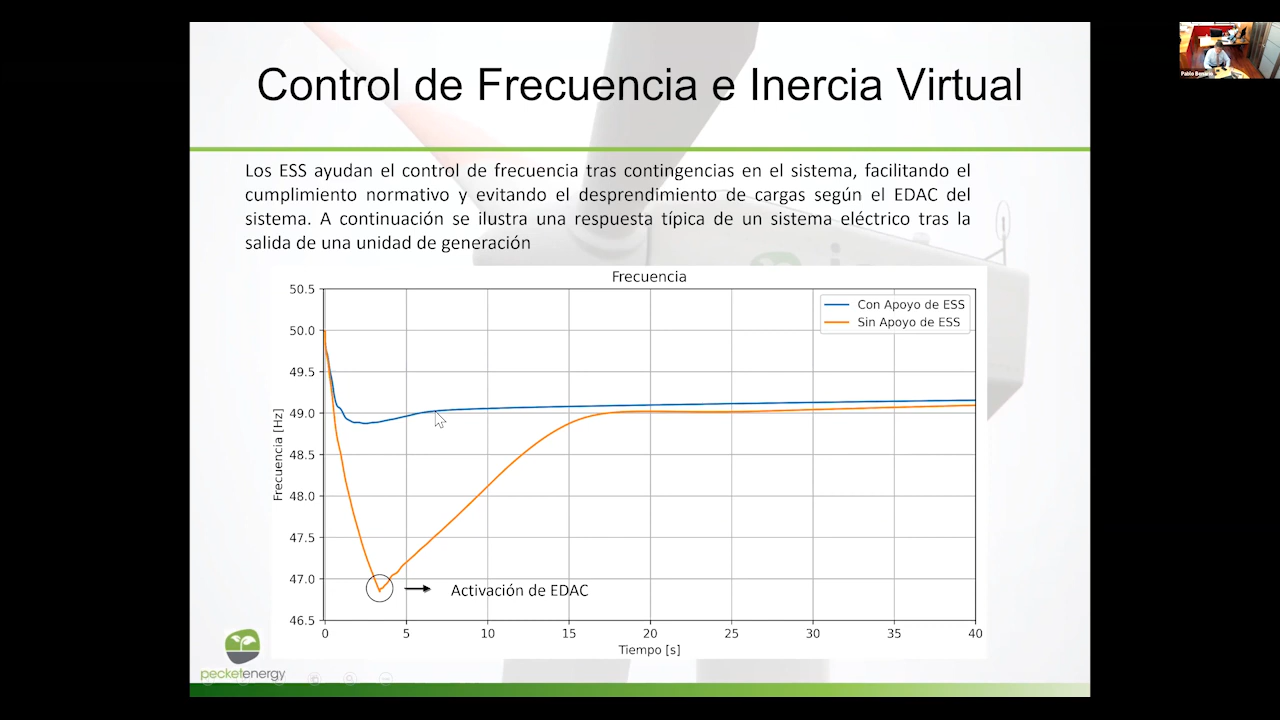 Control de Frecuencia e Inercia Virtual
Los ESS ayudan el control de frecuencia tras contingencias en el sistema, facilitando el
cumplimiento normativo y evitando el desprendimiento de cargas según el EDAC del
sistema. A continuación se ilustra una respuesta típica de un sistema eléctrico tras la
salida de una unidad de generación
Frecuencia
50.5
50.0
49.5
49.0
48.5
48.0
47.5
47.0
46.5
Frecuencia [Hz]
Con Apoyo de ESS
Sin Apoyo de ESS
Activación de EDAC
0 5 10 15 20 25 30 35 40
Tiempo [s]
pecketenergy
Pablo